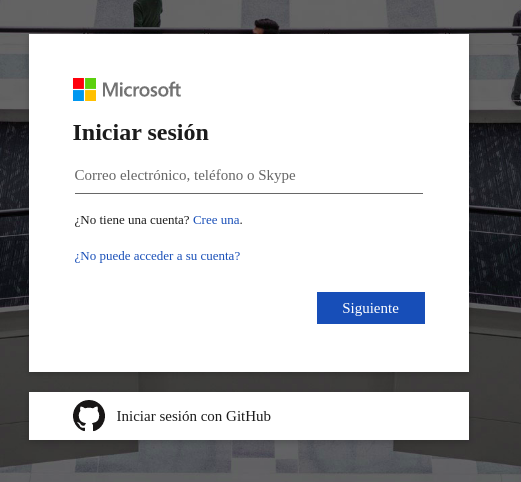 Microsoft
Iniciar sesión
Correo electrónico, teléfono o Skype
¿No tiene una cuenta? Cree una.
¿No puede acceder a su cuenta?
Siguiente
Iniciar sesión con GitHub